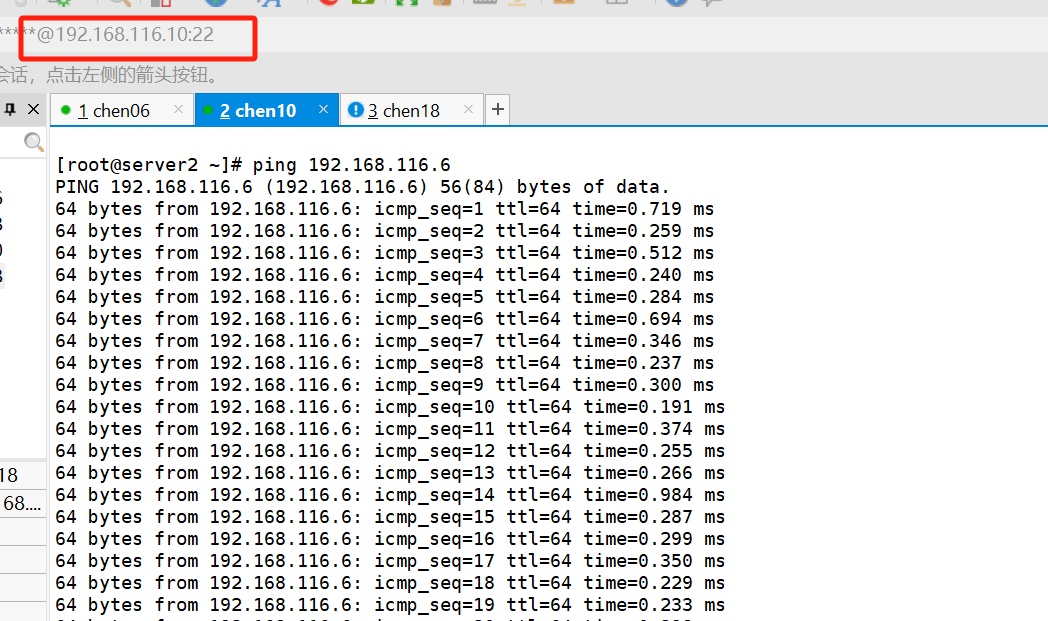 ****@192.168.116.10:22
会话，点击左侧的箭头按钮。
1 chen06
2 chen10
3 chen18
[root@server2 ~]# ping 192.168.116.6
PING 192.168.116.6 (192.168.116.6) 56(84) bytes of data.
64 bytes from 192.168.116.6: icmp_seq=1 ttl=64 time=0.719 ms
64 bytes from 192.168.116.6: icmp_seq=2 ttl=64 time=0.259 ms
64 bytes from 192.168.116.6: icmp_seq=3 ttl=64 time=0.512 ms
64 bytes from 192.168.116.6: icmp_seq=4 ttl=64 time=0.240 ms
64 bytes from 192.168.116.6: icmp_seq=5 ttl=64 time=0.284 ms
64 bytes from 192.168.116.6: icmp_seq=6 ttl=64 time=0.694 ms
64 bytes from 192.168.116.6: icmp_seq=7 ttl=64 time=0.346 ms
64 bytes from 192.168.116.6: icmp_seq=8 ttl=64 time=0.237 ms
64 bytes from 192.168.116.6: icmp_seq=9 ttl=64 time=0.300 ms
64 bytes from 192.168.116.6: icmp_seq=10 ttl=64 time=0.191 ms
64 bytes from 192.168.116.6: icmp_seq=11 ttl=64 time=0.374 ms
64 bytes from 192.168.116.6: icmp_seq=12 ttl=64 time=0.255 ms
64 bytes from 192.168.116.6: icmp_seq=13 ttl=64 time=0.266 ms
64 bytes from 192.168.116.6: icmp_seq=14 ttl=64 time=0.984 ms
64 bytes from 192.168.116.6: icmp_seq=15 ttl=64 time=0.287 ms
64 bytes from 192.168.116.6: icmp_seq=16 ttl=64 time=0.299 ms
64 bytes from 192.168.116.6: icmp_seq=17 ttl=64 time=0.350 ms
64 bytes from 192.168.116.6: icmp_seq=18 ttl=64 time=0.229 ms
64 bytes from 192.168.116.6: icmp_seq=19 ttl=64 time=0.233 ms
18
68....